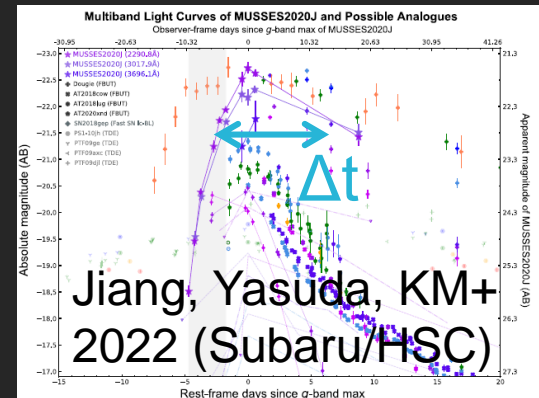 Multiband Light Curves of MUSSES2020J and Possible Analogues
Observer-frame days since g-band max of MUSSES2020J
-30.95 -20.63 -10.32 0 10.32 20.63 30.95 41.26
MUSSES2020J (2290.8Å)
MUSSES2020J (3017.9Å)
MUSSES2020J (3696.1Å)
Dougie (FBUT)
AT2018cow (FBUT)
AT2018lug (FBUT)
AT2020xnd (FBUT)
SN2018gep (Fast SN Ic-BL)
PS1-10jh (TDE)
PTF09ge (TDE)
PTF09axc (TDE)
PTF09djl (TDE)
Absolute magnitude (AB)
−23.0
−22.5
−22.0
−21.5
−21.0
−20.5
−20.0
−19.5
−19.0
−18.5
−18.0
−17.5
−17.0
Apparent magnitude of MUSSES2020J (AB)
21.3
22.3
23.3
24.3
25.3
26.3
27.3
Δt
Jiang, Yasuda, KM+
2022 (Subaru/HSC)
−15 −10 −5 0 5 10 15 20
Rest-frame days since g-band max